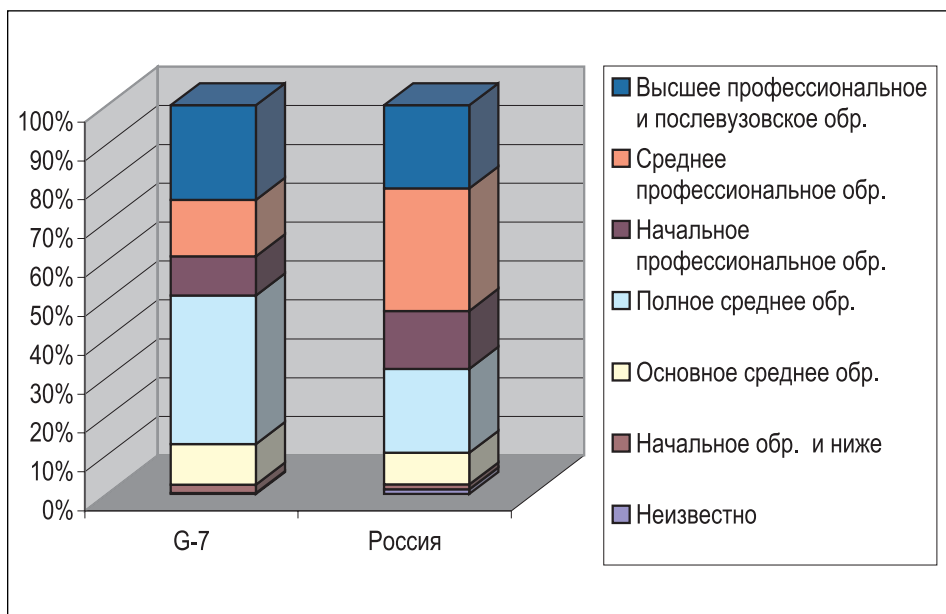 100%
90%
80%
70%
60%
50%
40%
30%
20%
10%
0%
G-7
Россия
Высшее профессиональное
и послевузовское обр.
Среднее
профессиональное обр.
Начальное
профессиональное обр.
Полное среднее обр.
Основное среднее обр.
Начальное обр. и ниже
Неизвестно